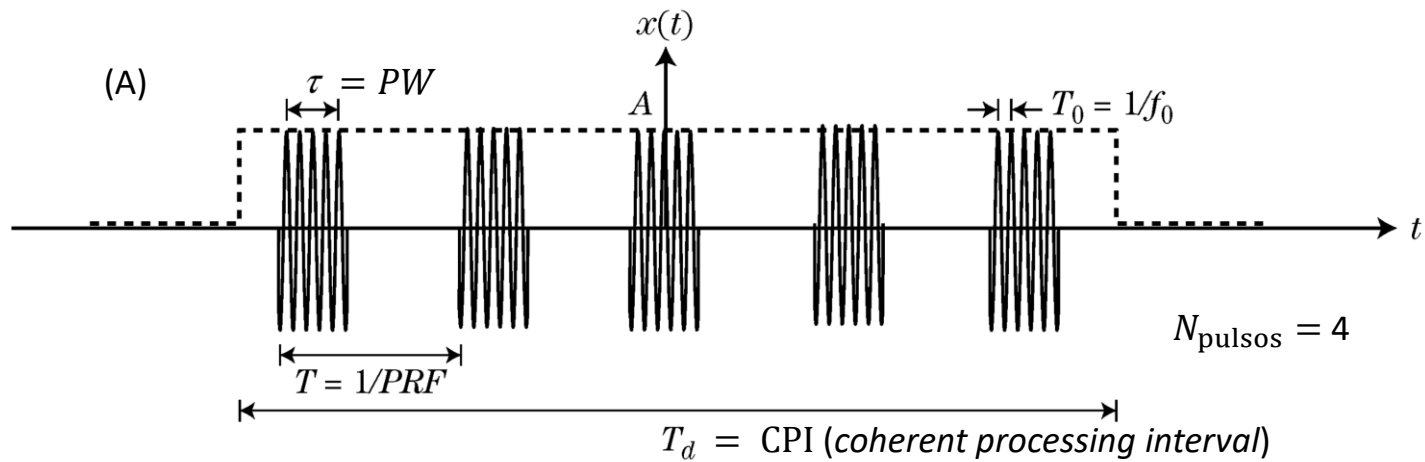 x(t)
(A)
τ = PW
A
T₀ = 1/f₀
t
N_pulsos = 4
T = 1/PRF
T_d = CPI (coherent processing interval)